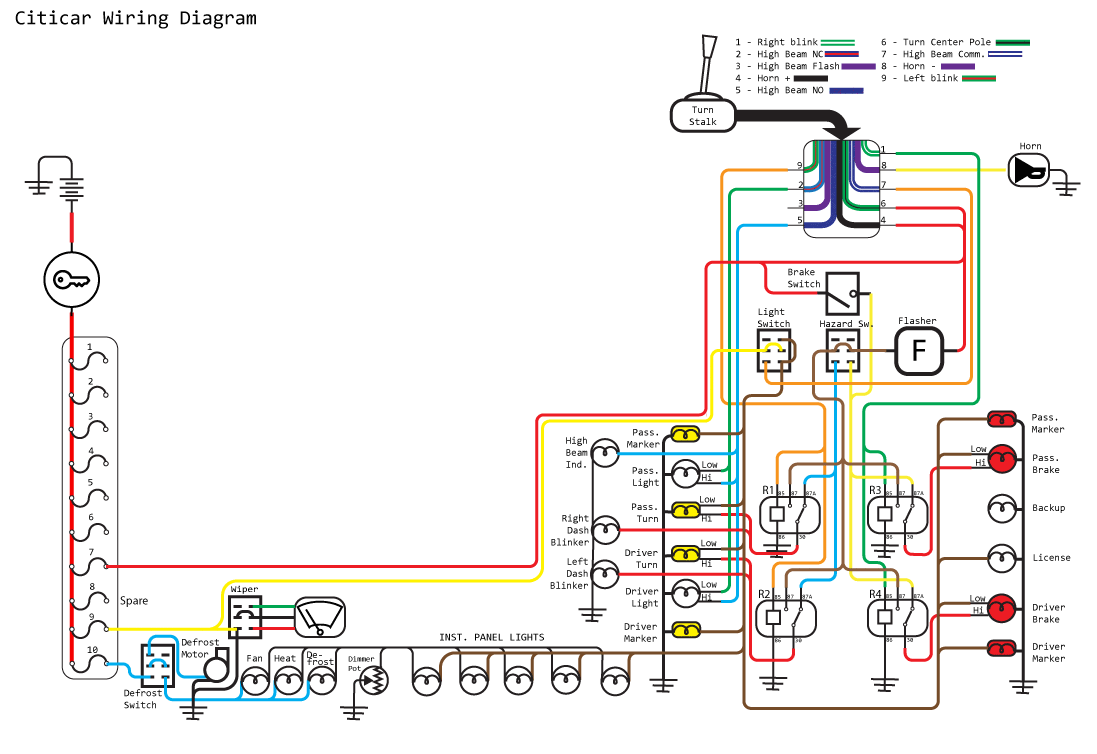 Citicar Wiring Diagram
1 - Right blink
2 - High Beam NC
3 - High Beam Flash
4 - Horn +
5 - High Beam NO
6 - Turn Center Pole
7 - High Beam Comm.
8 - Horn -
9 - Left blink
Turn
Stalk
Horn
9
2
3
5
1
8
7
6
4
Brake
Switch
Light
Switch
Hazard Sw.
Flasher
F
1
2
3
4
5
6
7
8
Spare
9
10
Wiper
Defrost
Motor
Defrost
Switch
Fan
Heat
De-
frost
Dimmer
Pot
INST. PANEL LIGHTS
High
Beam
Ind.
Right
Dash
Blinker
Left
Dash
Blinker
Pass.
Marker
Pass.
Light
Low
Hi
Pass.
Turn
Low
Hi
Driver
Turn
Low
Hi
Driver
Light
Low
Hi
Driver
Marker
R1
85
87
87A
86
30
R2
85
87
87A
86
30
R3
85
87
87A
86
30
R4
85
87
87A
86
30
Pass.
Marker
Low
Hi
Pass.
Brake
Backup
License
Low
Hi
Driver
Brake
Driver
Marker